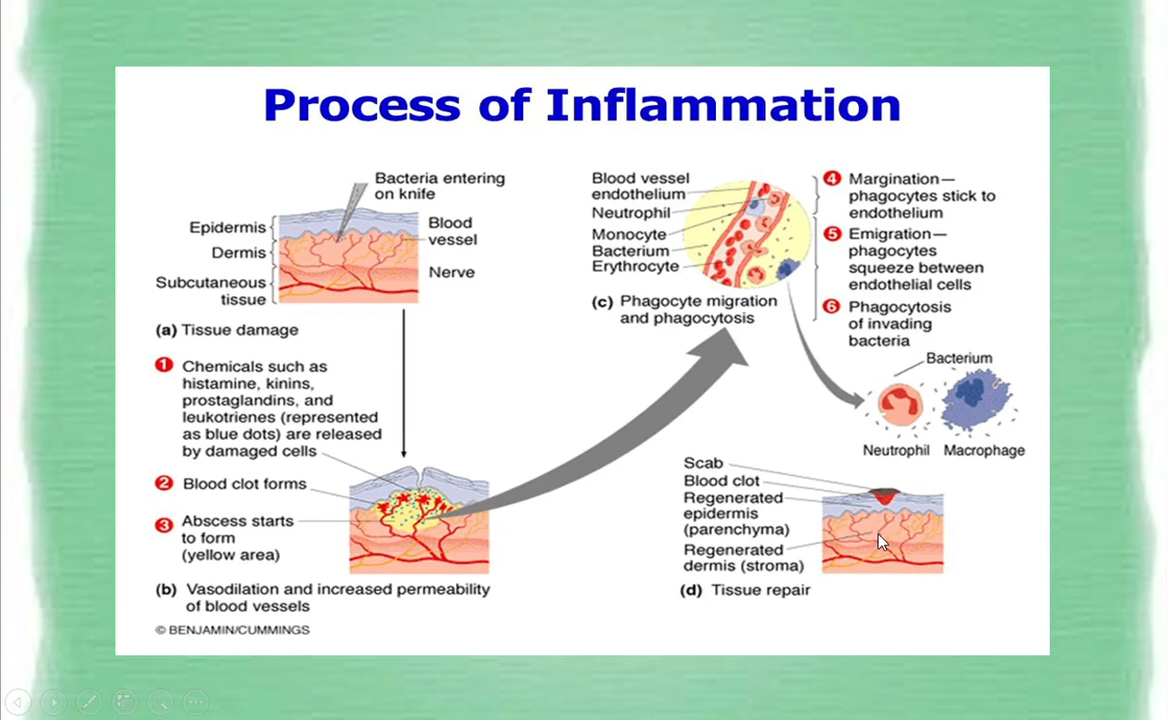 Process of Inflammation
Bacteria entering
on knife
Epidermis
Dermis
Subcutaneous
tissue
Blood
vessel
Nerve
(a) Tissue damage
1 Chemicals such as
histamine, kinins,
prostaglandins, and
leukotrienes (represented
as blue dots) are released
by damaged cells
2 Blood clot forms
3 Abscess starts
to form
(yellow area)
(b) Vasodilation and increased permeability
of blood vessels
© BENJAMIN/CUMMINGS
Blood vessel
endothelium
Neutrophil
Monocyte
Bacterium
Erythrocyte
(c) Phagocyte migration
and phagocytosis
4 Margination—
phagocytes stick to
endothelium
5 Emigration—
phagocytes
squeeze between
endothelial cells
6 Phagocytosis
of invading
bacteria
Bacterium
Neutrophil
Macrophage
Scab
Blood clot
Regenerated
epidermis
(parenchyma)
Regenerated
dermis (stroma)
(d) Tissue repair